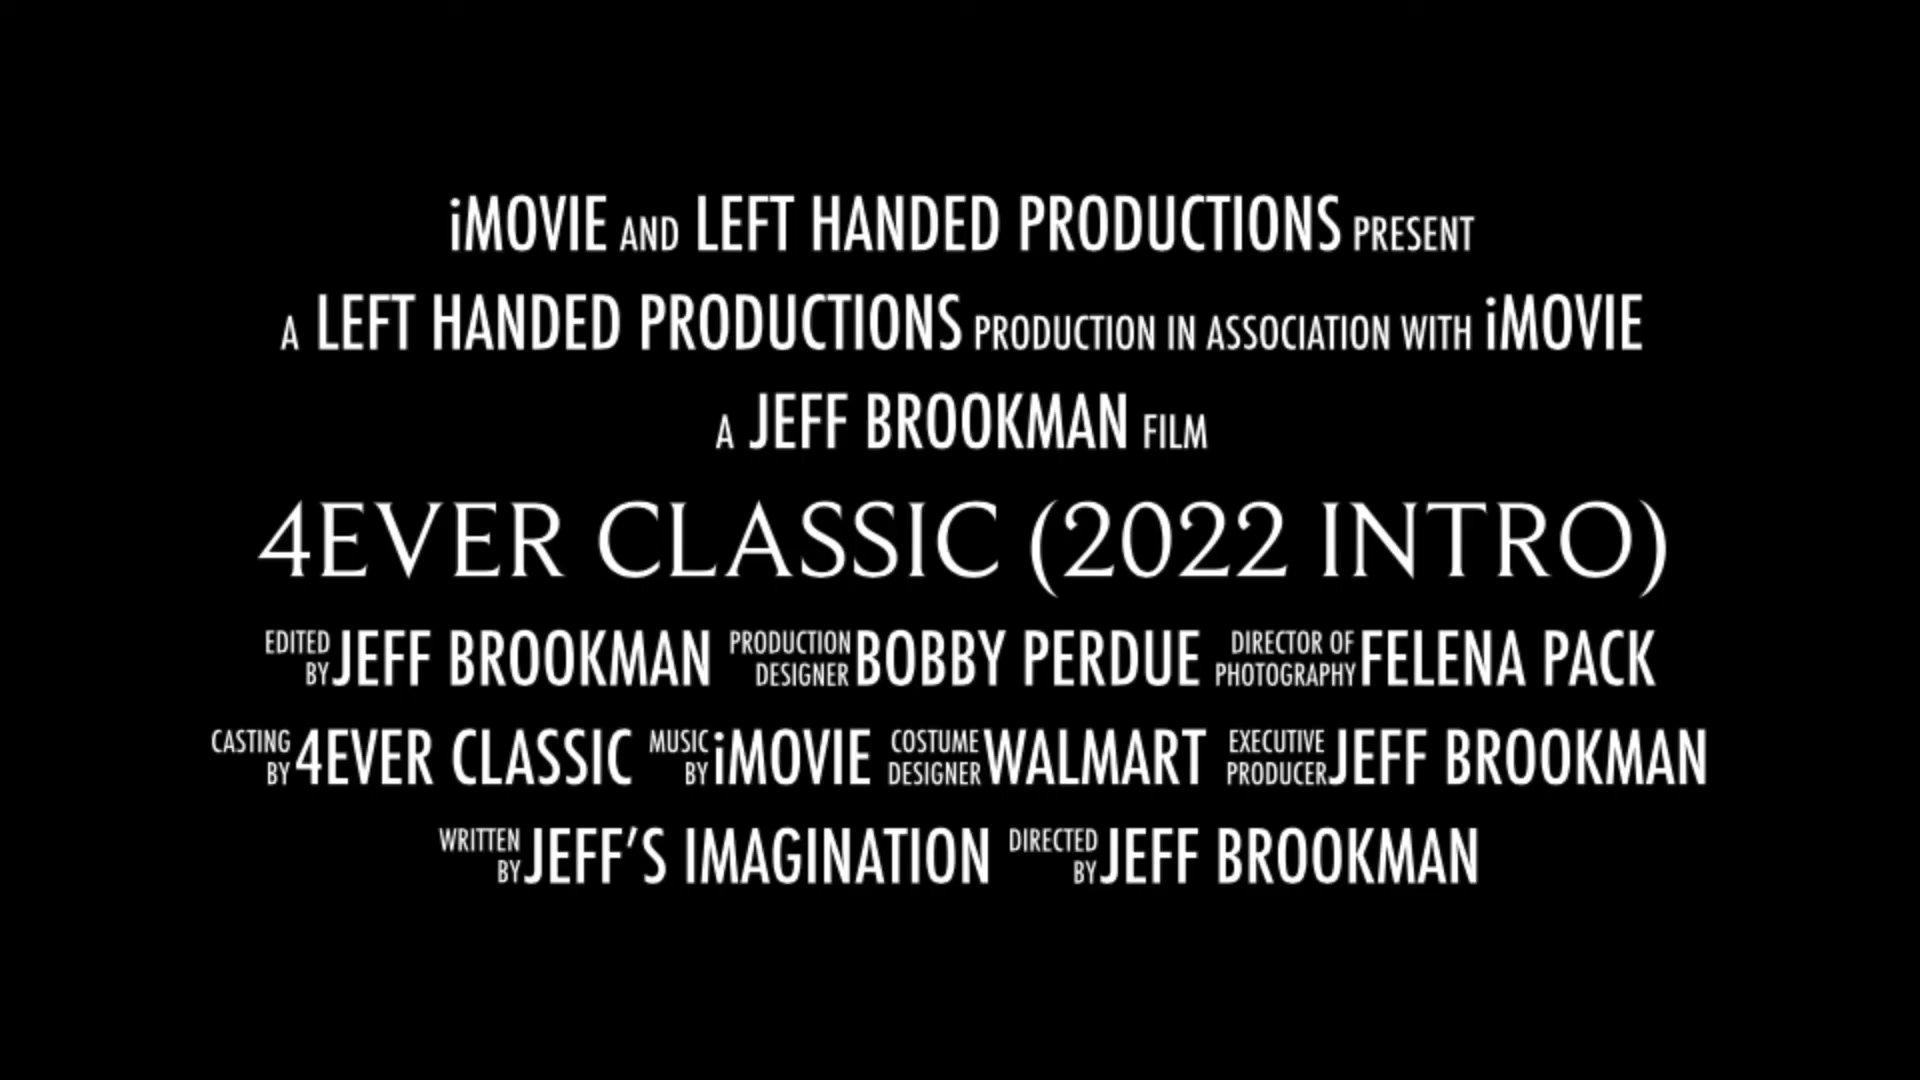 iMOVIE AND LEFT HANDED PRODUCTIONS PRESENT
A LEFT HANDED PRODUCTIONS PRODUCTION IN ASSOCIATION WITH iMOVIE
A JEFF BROOKMAN FILM
4EVER CLASSIC (2022 INTRO)
EDITED BY JEFF BROOKMAN PRODUCTION DESIGNER BOBBY PERDUE DIRECTOR OF PHOTOGRAPHY FELENA PACK
CASTING BY 4EVER CLASSIC MUSIC BY iMOVIE COSTUME DESIGNER WALMART EXECUTIVE PRODUCER JEFF BROOKMAN
WRITTEN BY JEFF'S IMAGINATION DIRECTED BY JEFF BROOKMAN